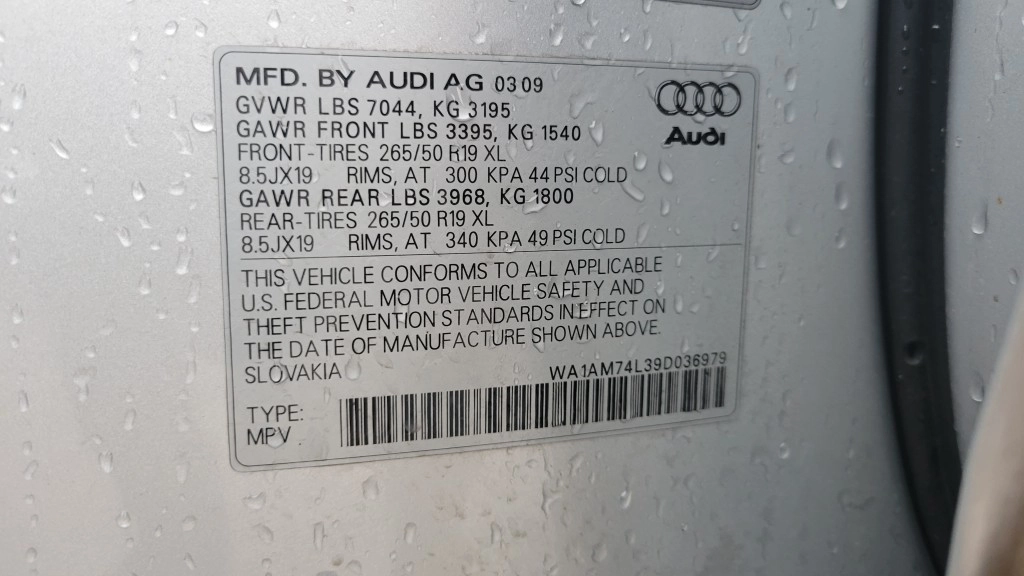 MFD. BY AUDI AG 03 09
GVWR LBS 7044, KG 3195
GAWR FRONT LBS 3395, KG 1540
FRONT-TIRES 265/50 R19 XL
8.5JX19 RIMS, AT 300 KPA 44 PSI COLD
GAWR REAR LBS 3968, KG 1800
REAR-TIRES 265/50 R19 XL
8.5JX19 RIMS, AT 340 KPA 49 PSI COLD
Audi
THIS VEHICLE CONFORMS TO ALL APPLICABLE
U.S. FEDERAL MOTOR VEHICLE SAFETY AND
THEFT PREVENTION STANDARDS IN EFFECT ON
THE DATE OF MANUFACTURE SHOWN ABOVE.
SLOVAKIA WA1AM74L39D036979
TYPE:
MPV